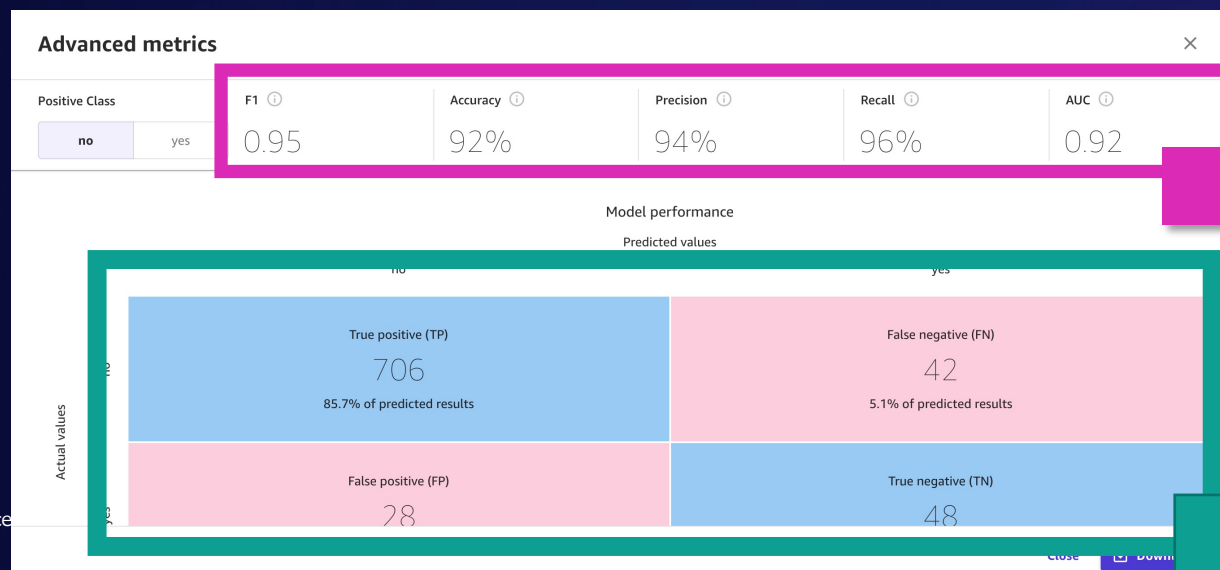 Advanced metrics
Positive Class
no yes
F1 Accuracy Precision Recall AUC
0.95 92% 94% 96% 0.92
Model performance
Predicted values
no yes
Actual values
no
True positive (TP) False negative (FN)
706 42
85.7% of predicted results 5.1% of predicted results
yes
False positive (FP) True negative (TN)
28 48
Close